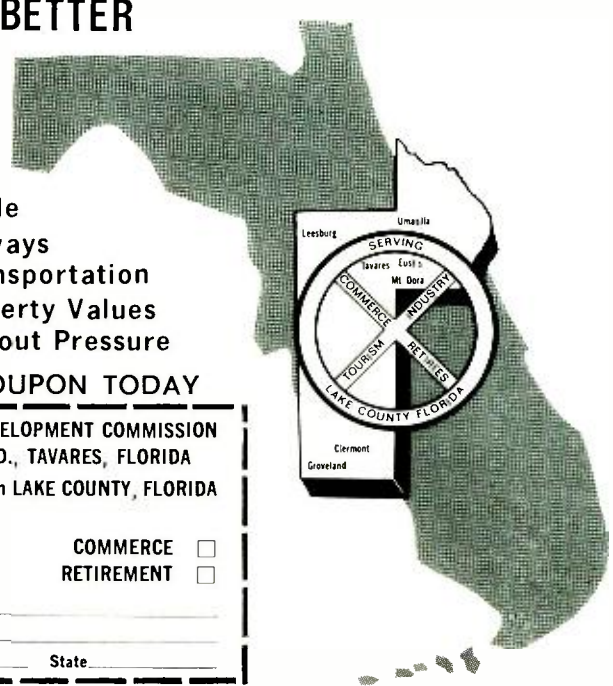 BETTER
le
ways
nsportation
erty Values
out Pressure
OUPON TODAY
ELOPMENT COMMISSION
D., TAVARES, FLORIDA
n LAKE COUNTY, FLORIDA
COMMERCE
RETIREMENT
State
Umatilla
Leesburg
SERVING
Tavares Eustis
Mt Dora
COMMERCE
INDUSTRY
TOURISM
RETIREES
LAKE COUNTY FLORIDA
Clermont
Groveland